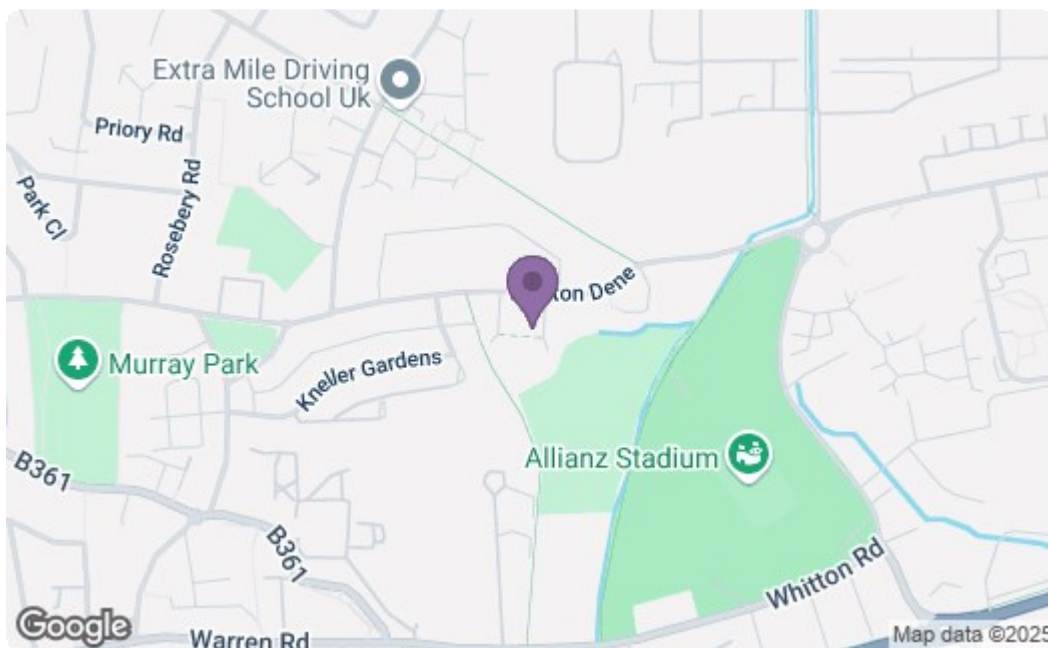 Extra Mile Driving
School Uk
Priory Rd
Park Cl
Rosebery Rd
ton Dene
Kneller Gardens
Murray Park
Allianz Stadium
B361
B361
Whitton Rd
Warren Rd
Google
Map data ©2025